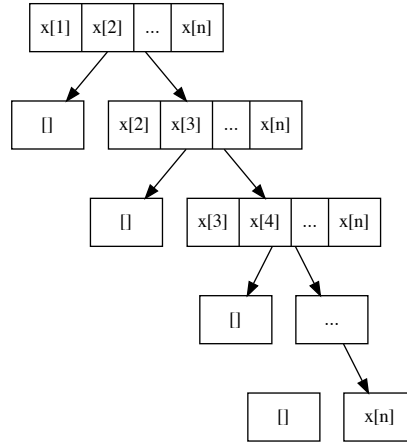 x[1] x[2] ... x[n]
[] x[2] x[3] ... x[n]
[] x[3] x[4] ... x[n]
[] ...
[] x[n]